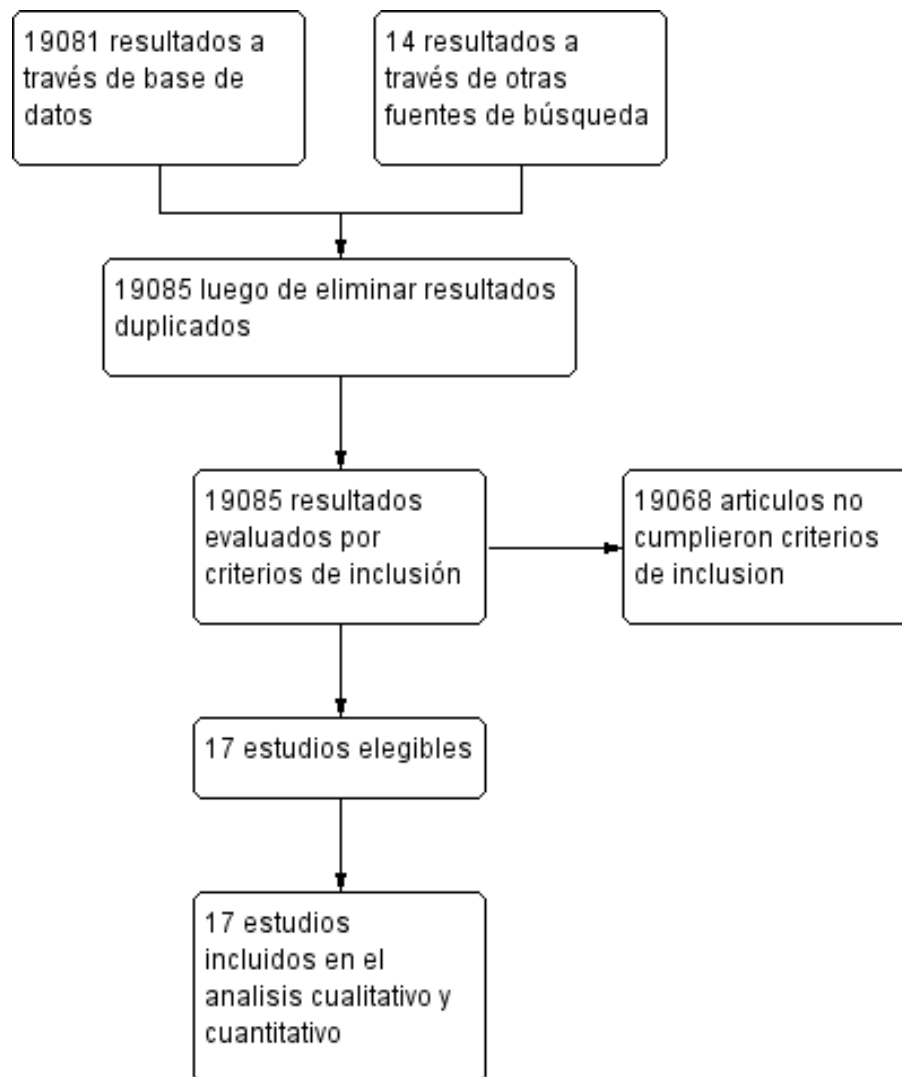 19081 resultados a
través de base de
datos
14 resultados a
través de otras
fuentes de búsqueda
19085 luego de eliminar resultados
duplicados
19085 resultados
evaluados por
criterios de inclusión
19068 articulos no
cumplieron criterios
de inclusion
17 estudios elegibles
17 estudios
incluidos en el
analisis cualitativo y
cuantitativo